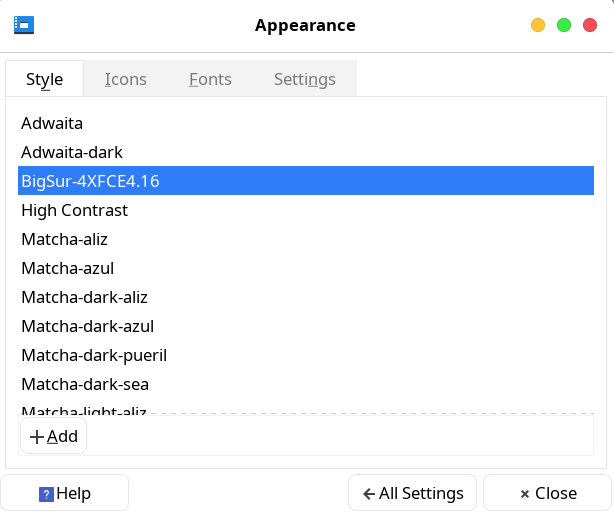 Appearance
Style Icons Fonts Settings
Adwaita
Adwaita-dark
BigSur-4XFCE4.16
High Contrast
Matcha-aliz
Matcha-azul
Matcha-dark-aliz
Matcha-dark-azul
Matcha-dark-pueril
Matcha-dark-sea
Matcha-light-aliz
Add
Help All Settings Close